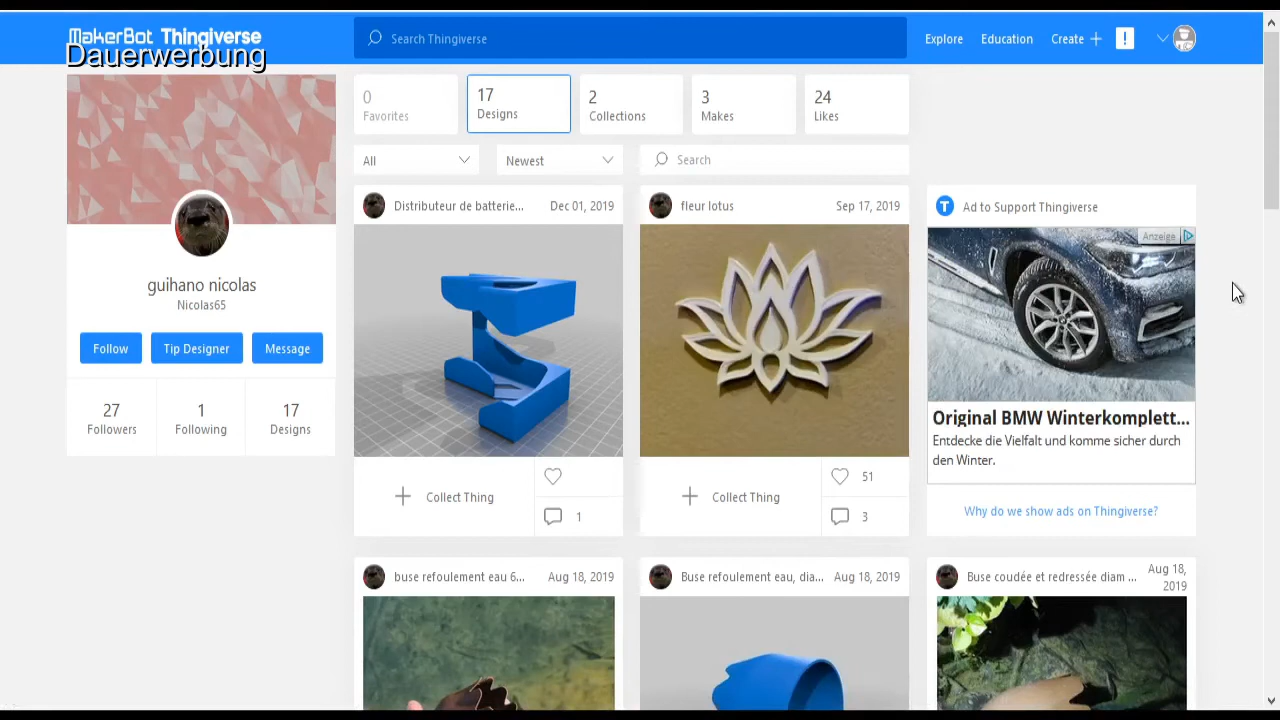 MakerBot Thingiverse
Dauerwerbung
Search Thingiverse
Explore
Education
Create
!
17
Designs
0
Favorites
2
Collections
3
Makes
24
Likes
All
Newest
Search
guihano nicolas
Nicolas65
Follow
Tip Designer
Message
27
Followers
1
Following
17
Designs
Distributeur de batterie...
Dec 01, 2019
Collect Thing
1
fleur lotus
Sep 17, 2019
Collect Thing
51
3
T
Ad to Support Thingiverse
Anzeige
Original BMW Winterkomplett...
Entdecke die Vielfalt und komme sicher durch
den Winter.
Why do we show ads on Thingiverse?
buse refoulement eau 6...
Aug 18, 2019
Buse refoulement eau, dia...
Aug 18, 2019
Buse coudée et redressée diam ...
Aug 18,
2019